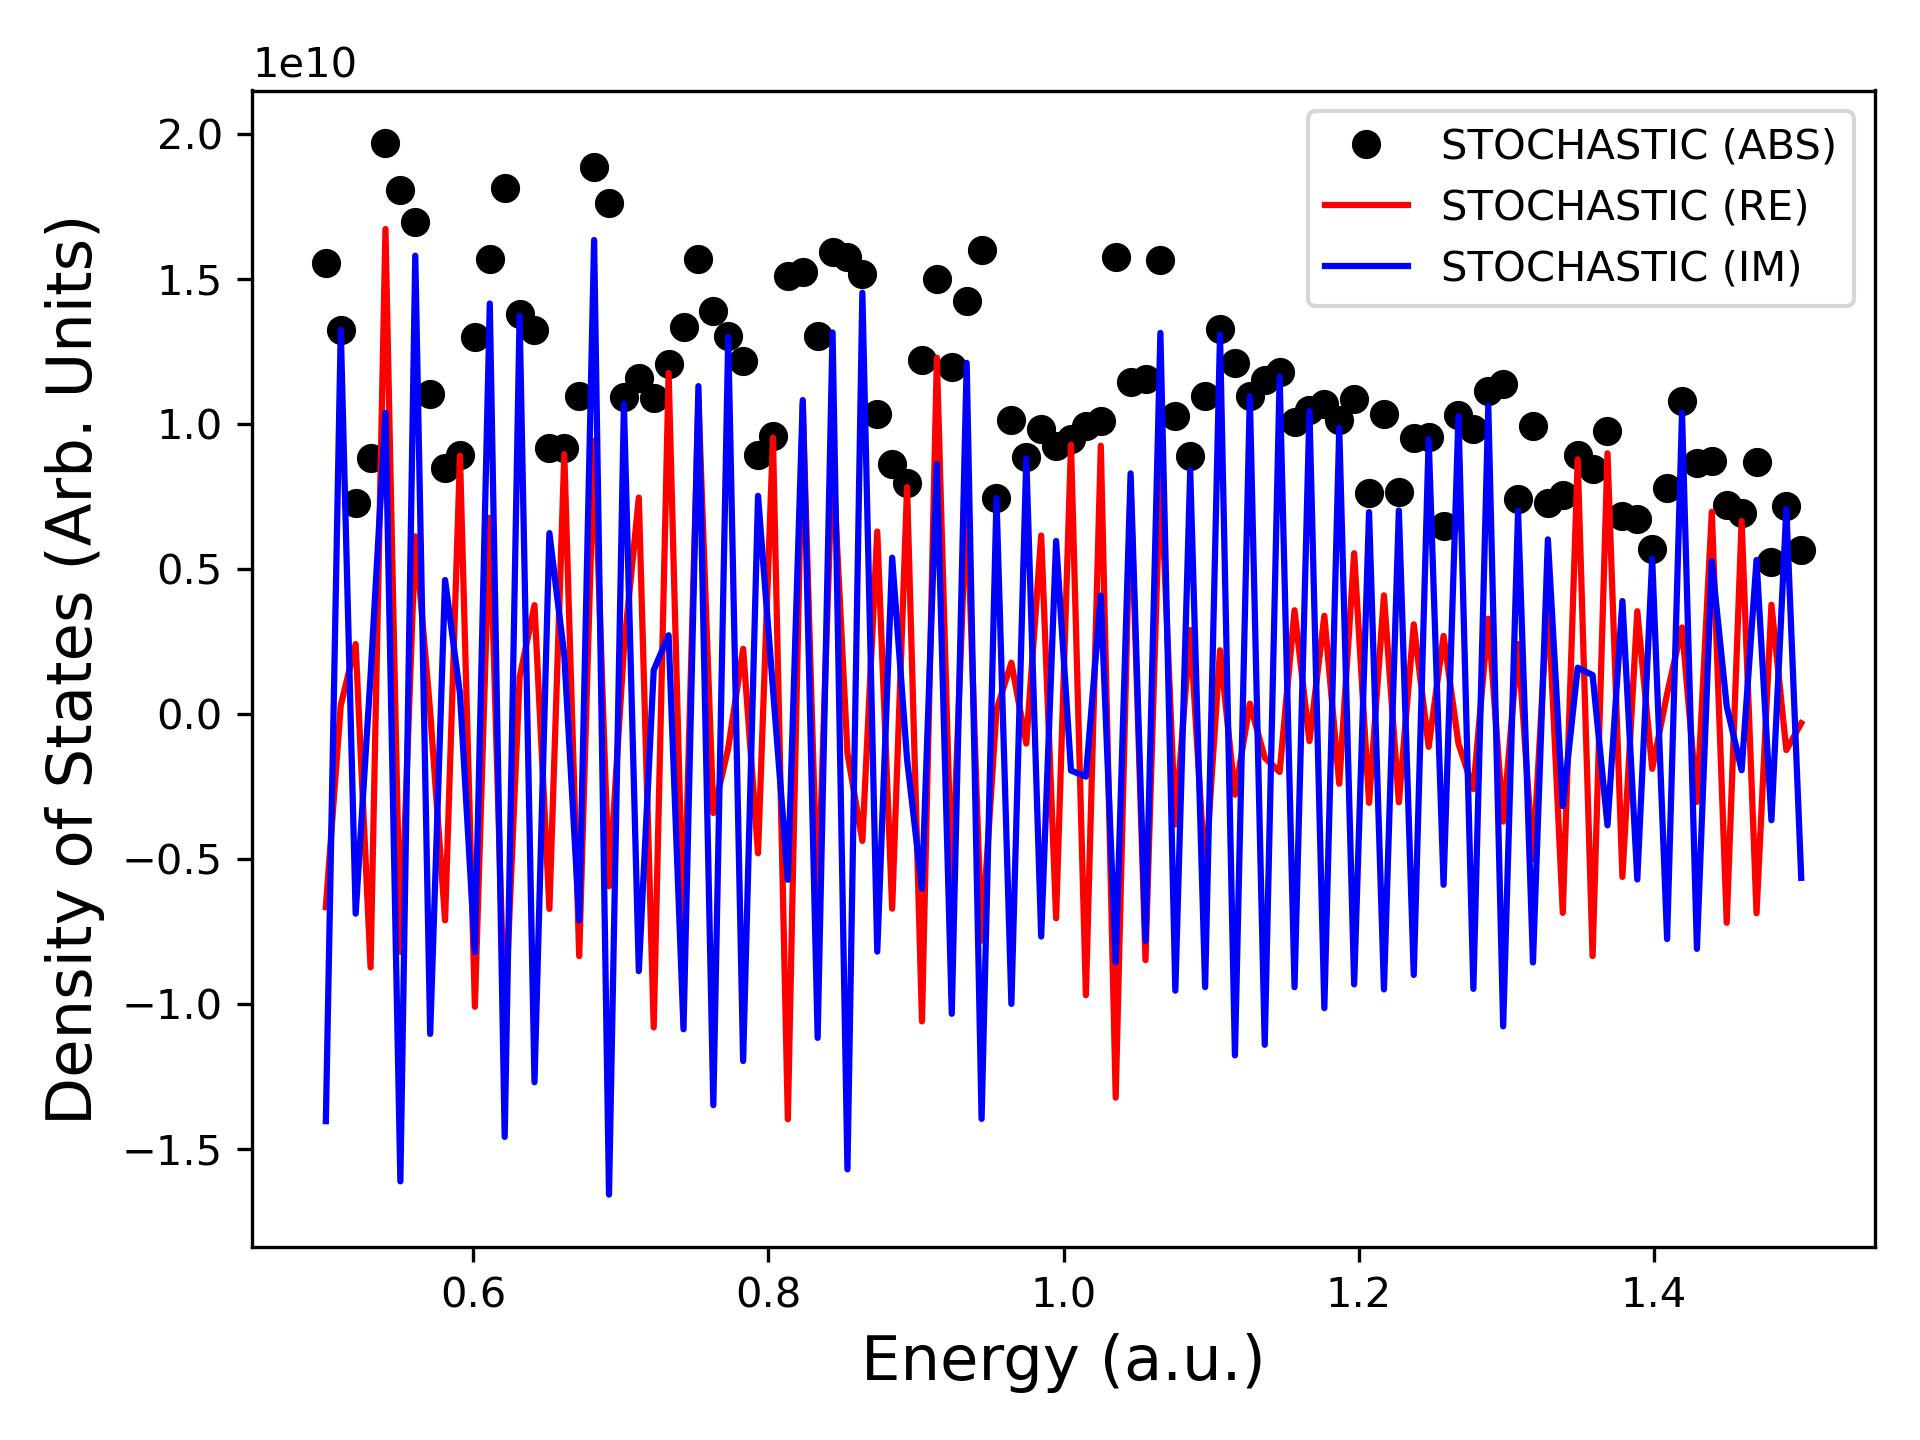 1e10
2.0
1.5
1.0
0.5
0.0
−0.5
−1.0
−1.5
Density of States (Arb. Units)
STOCHASTIC (ABS)
STOCHASTIC (RE)
STOCHASTIC (IM)
0.6 0.8 1.0 1.2 1.4
Energy (a.u.)